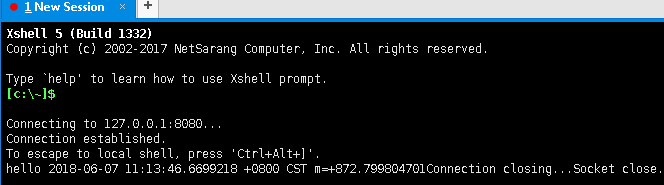 1 New Session
Xshell 5 (Build 1332)
Copyright (c) 2002-2017 NetSarang Computer, Inc. All rights reserved.
Type `help' to learn how to use Xshell prompt.
[c:\~]$
Connecting to 127.0.0.1:8080...
Connection established.
To escape to local shell, press 'Ctrl+Alt+]'.
hello 2018-06-07 11:13:46.6699218 +0800 CST m=+872.799804701Connection closing...Socket close.